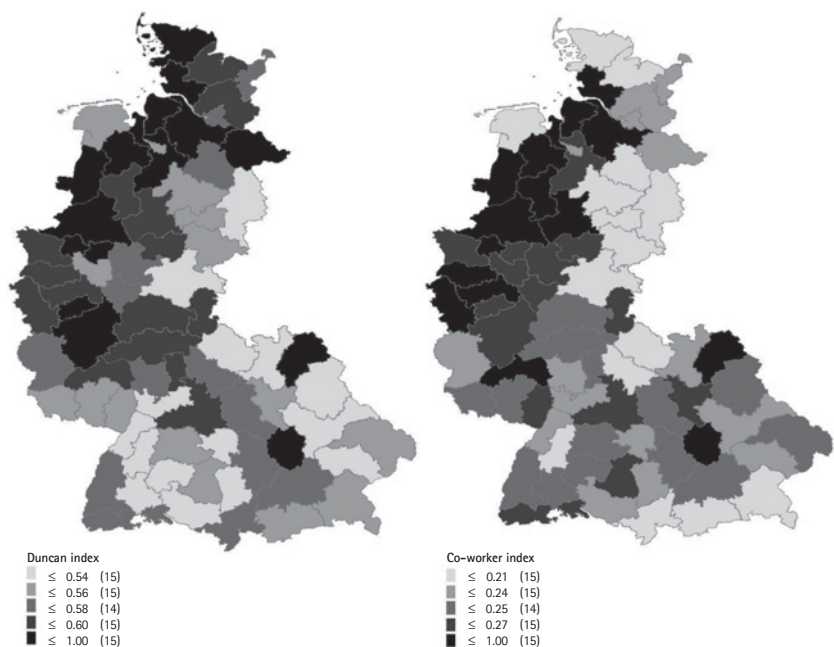 Duncan index
≤ 0.54 (15)
≤ 0.56 (15)
≤ 0.58 (14)
≤ 0.60 (15)
≤ 1.00 (15)
Co-worker index
≤ 0.21 (15)
≤ 0.24 (15)
≤ 0.25 (14)
≤ 0.27 (15)
≤ 1.00 (15)